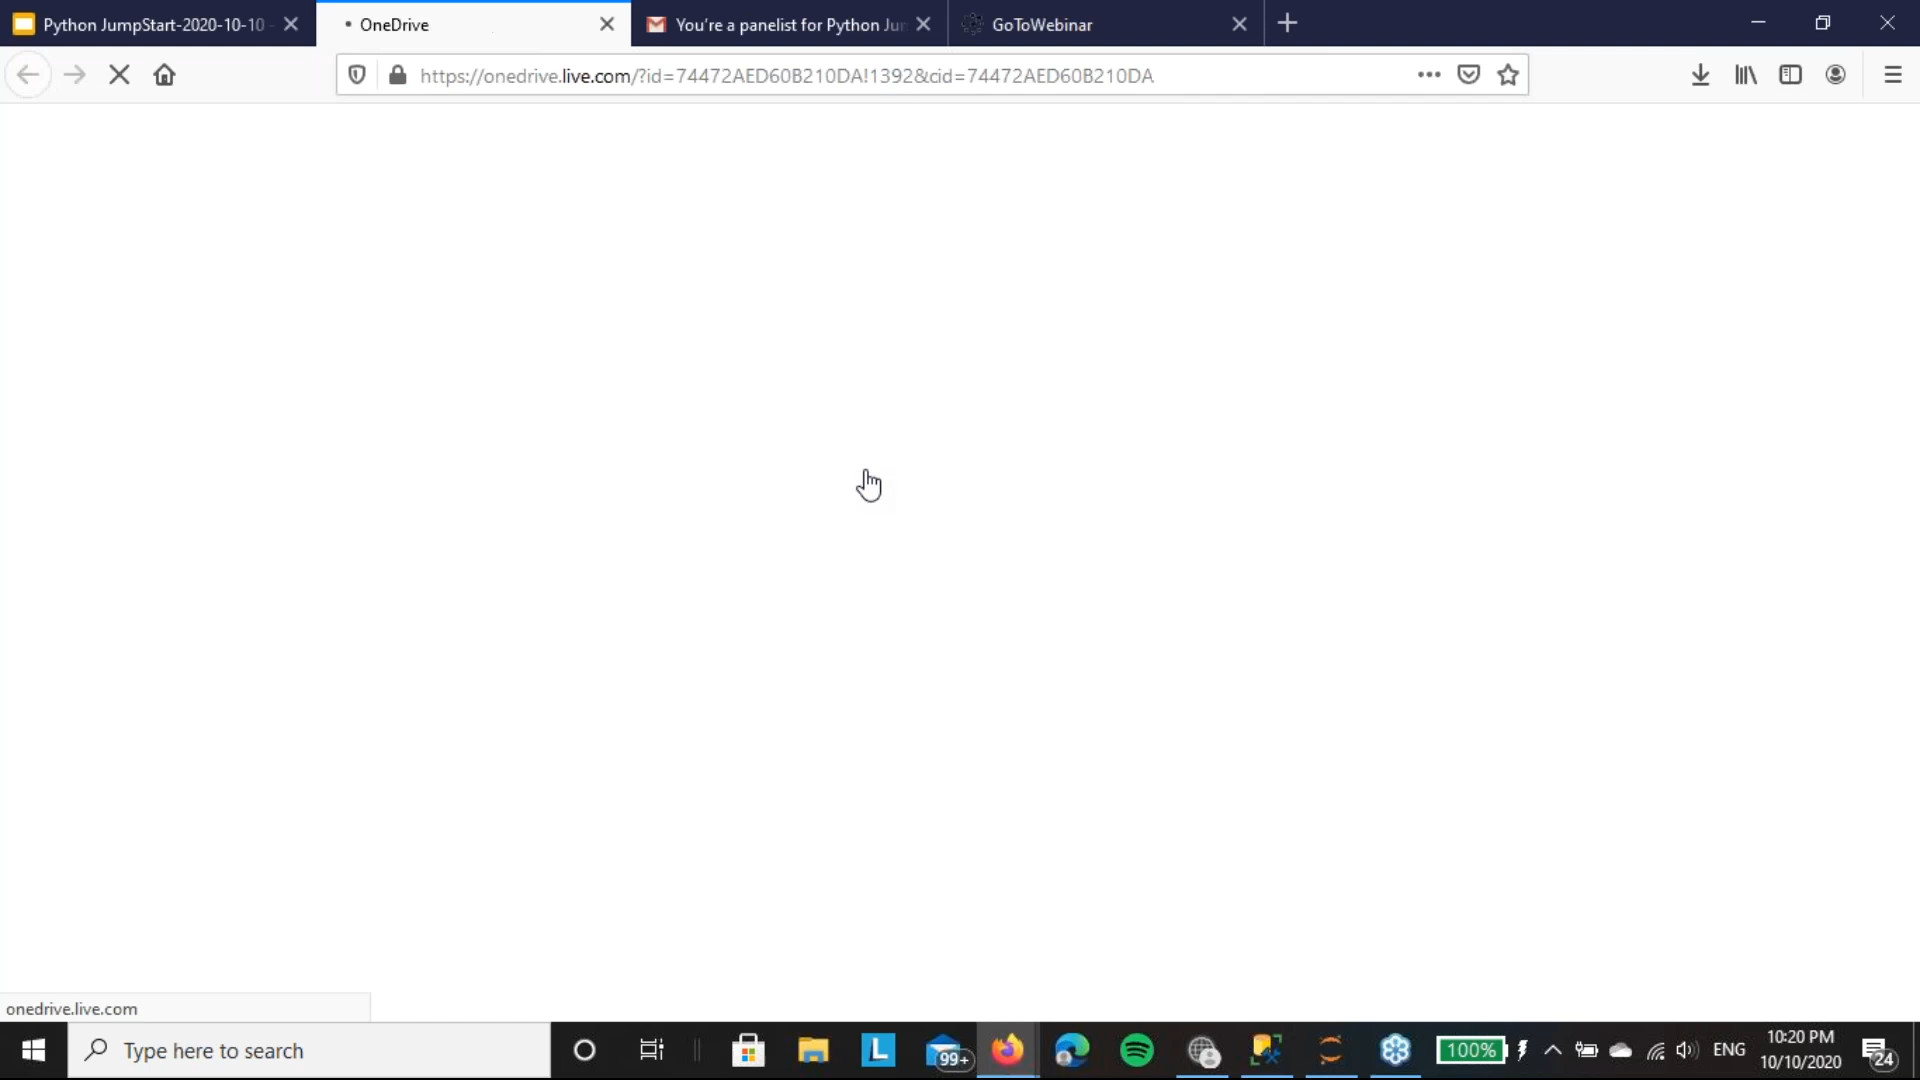 Python JumpStart-2020-10-10 -
OneDrive
You're a panelist for Python Jum
GoToWebinar
https://onedrive.live.com/?id=74472AED60B210DA!1392&cid=74472AED60B210DA
onedrive.live.com
Type here to search
L
99+
100%
ENG
10:20 PM
10/10/2020
24